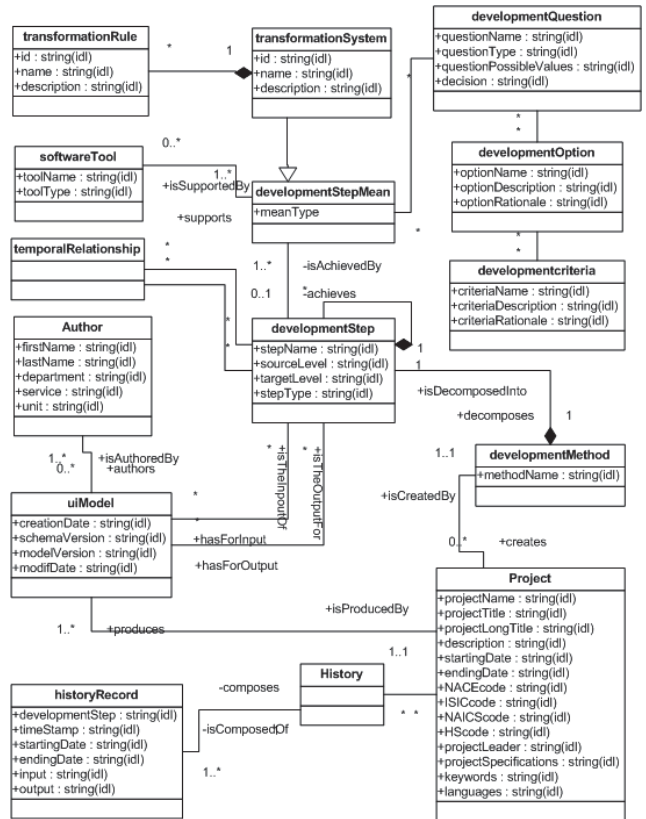 transformationRule
+id : string(idl)
+name : string(idl)
+description : string(idl)
*
1
transformationSystem
+id : string(idl)
+name : string(idl)
+description : string(idl)
developmentQuestion
+questionName : string(idl)
+questionType : string(idl)
+questionPossibleValues : string(idl)
+decision : string(idl)
*
*
*
softwareTool
+toolName : string(idl)
+toolType : string(idl)
0..*
1..*
+isSupportedBy
+supports
developmentStepMean
+meanType
*
developmentOption
+optionName : string(idl)
+optionDescription : string(idl)
+optionRationale : string(idl)
*
*
temporalRelationship
*
*
1..*
-isAchievedBy
0..1
*
-achieves
developmentcriteria
+criteriaName : string(idl)
+criteriaDescription : string(idl)
+criteriaRationale : string(idl)
Author
+firstName : string(idl)
+lastName : string(idl)
+department : string(idl)
+service : string(idl)
+unit : string(idl)
*
*
developmentStep
+stepName : string(idl)
+sourceLevel : string(idl)
+targetLevel : string(idl)
+stepType : string(idl)
1
1
+isDecomposedInto
+decomposes
1
1..*
+isAuthoredBy
0..*
+authors
*
+isTheInpoutOf
*
+isTheOutputFor
1..1
developmentMethod
+methodName : string(idl)
+isCreatedBy
0..*
+creates
uiModel
+creationDate : string(idl)
+schemaVersion : string(idl)
+modelVersion : string(idl)
+modifDate : string(idl)
*
*
+hasForInput
+hasForOutput
1..*
+produces
+isProducedBy
1..1
Project
+projectName : string(idl)
+projectTitle : string(idl)
+projectLongTitle : string(idl)
+description : string(idl)
+startingDate : string(idl)
+endingDate : string(idl)
+NACEcode : string(idl)
+ISICcode : string(idl)
+NAICScode : string(idl)
+HScode : string(idl)
+projectLeader : string(idl)
+projectSpecifications : string(idl)
+keywords : string(idl)
+languages : string(idl)
historyRecord
+developmentStep : string(idl)
+timeStamp : string(idl)
+startingDate : string(idl)
+endingDate : string(idl)
+input : string(idl)
+output : string(idl)
-composes
-isComposedOf
1..*
History
* *